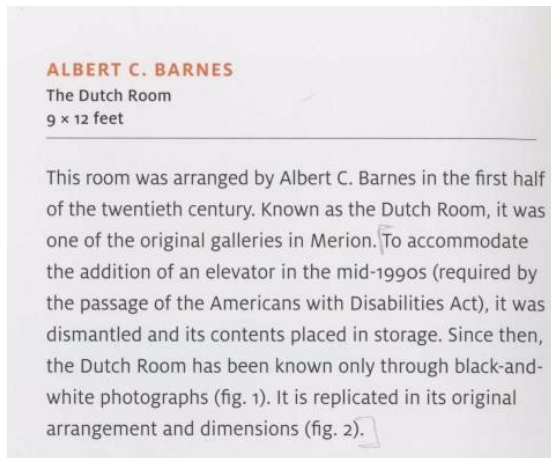 ALBERT C. BARNES
The Dutch Room
9 × 12 feet
This room was arranged by Albert C. Barnes in the first half
of the twentieth century. Known as the Dutch Room, it was
one of the original galleries in Merion. To accommodate
the addition of an elevator in the mid-1990s (required by
the passage of the Americans with Disabilities Act), it was
dismantled and its contents placed in storage. Since then,
the Dutch Room has been known only through black-and-
white photographs (fig. 1). It is replicated in its original
arrangement and dimensions (fig. 2).